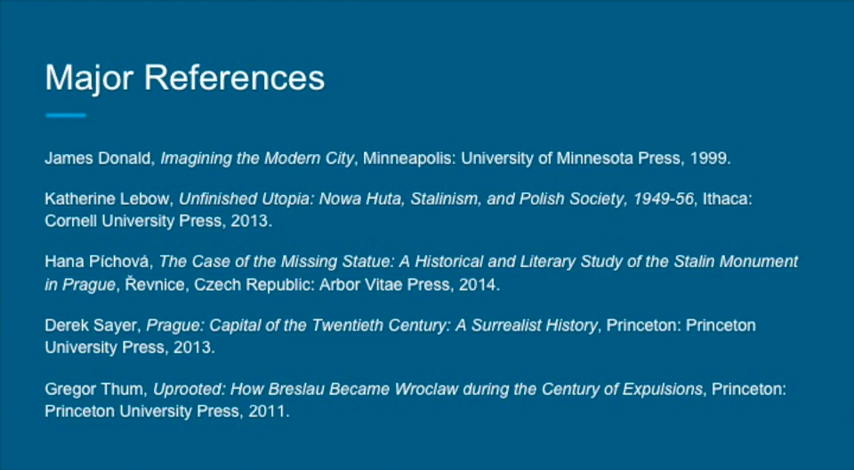 Major References
James Donald, Imagining the Modern City, Minneapolis: University of Minnesota Press, 1999.
Katherine Lebow, Unfinished Utopia: Nowa Huta, Stalinism, and Polish Society, 1949-56, Ithaca:
Cornell University Press, 2013.
Hana Píchová, The Case of the Missing Statue: A Historical and Literary Study of the Stalin Monument
in Prague, Řevnice, Czech Republic: Arbor Vitae Press, 2014.
Derek Sayer, Prague: Capital of the Twentieth Century: A Surrealist History, Princeton: Princeton
University Press, 2013.
Gregor Thum, Uprooted: How Breslau Became Wroclaw during the Century of Expulsions, Princeton:
Princeton University Press, 2011.